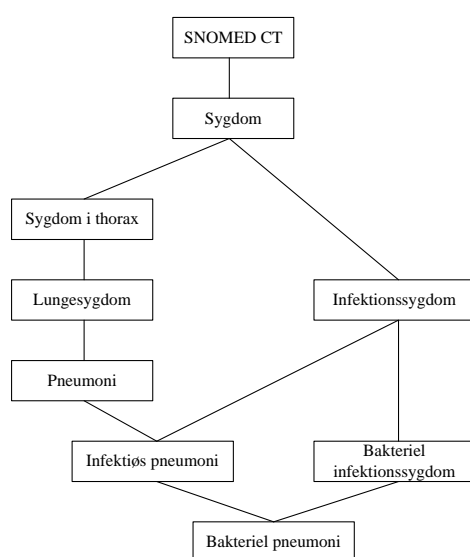 SNOMED CT
Sygdom
Sygdom i thorax
Lungesygdom
Infektionssygdom
Pneumoni
Infektiøs pneumoni
Bakteriel
infektionssygdom
Bakteriel pneumoni